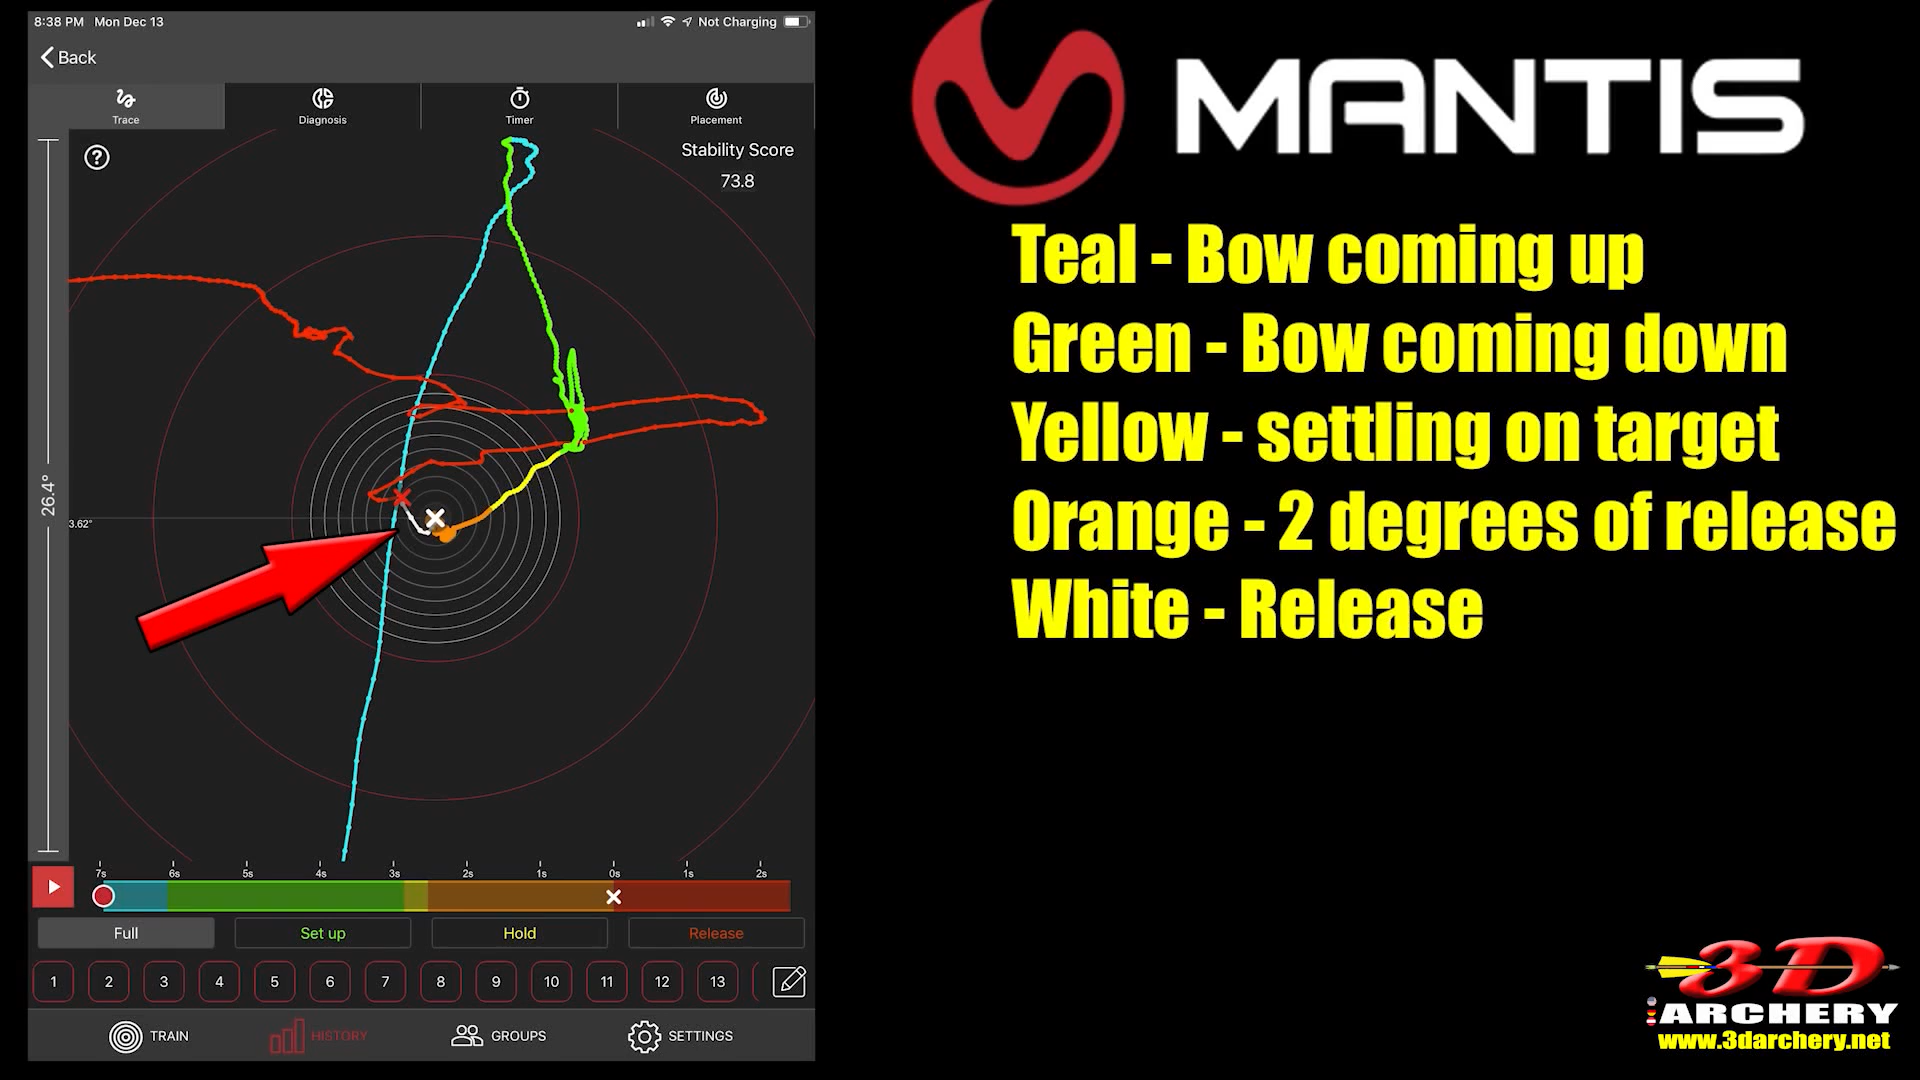 8:38 PM Mon Dec 13
Not Charging
Back
Trace
Diagnosis
Timer
Placement
?
Stability Score
73.8
26.4°
3.62°
7s 6s 5s 4s 3s 2s 1s 0s 1s 2s
Full
Set up
Hold
Release
1 2 3 4 5 6 7 8 9 10 11 12 13
TRAIN
HISTORY
GROUPS
SETTINGS
MANTIS
Teal - Bow coming up
Green - Bow coming down
Yellow - settling on target
Orange - 2 degrees of release
White - Release
3D
ARCHERY
www.3darchery.net